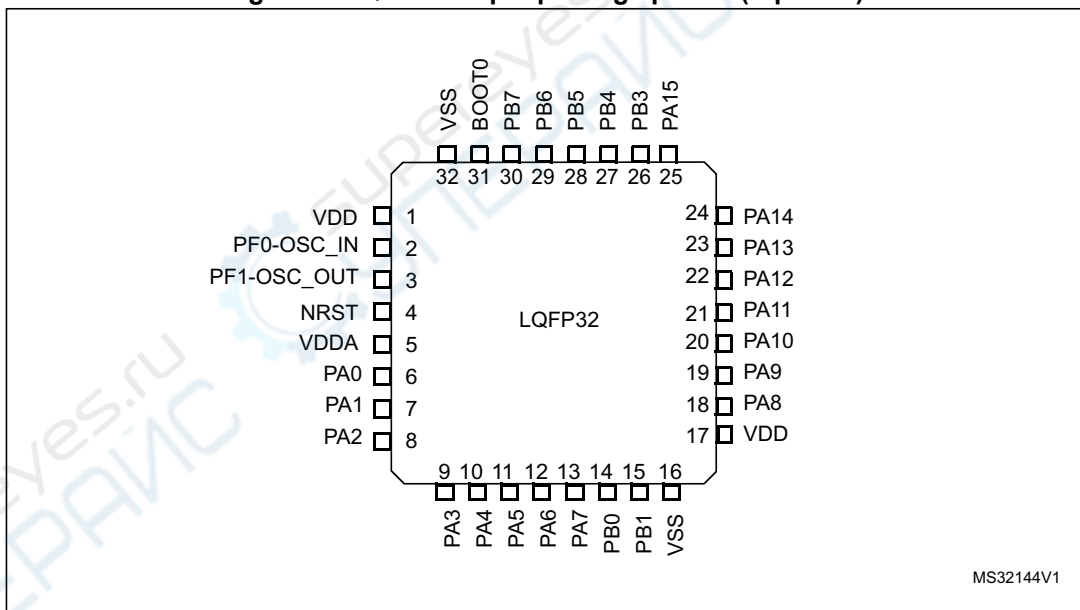 VSS
BOOT0
PB7
PB6
PB5
PB4
PB3
PA15
32 31 30 29 28 27 26 25
VDD 1
PF0-OSC_IN 2
PF1-OSC_OUT 3
NRST 4
VDDA 5
PA0 6
PA1 7
PA2 8
LQFP32
24 PA14
23 PA13
22 PA12
21 PA11
20 PA10
19 PA9
18 PA8
17 VDD
9 10 11 12 13 14 15 16
PA3
PA4
PA5
PA6
PA7
PB0
PB1
VSS
MS32144V1
supereyes.ru
СУПЕРАЙС